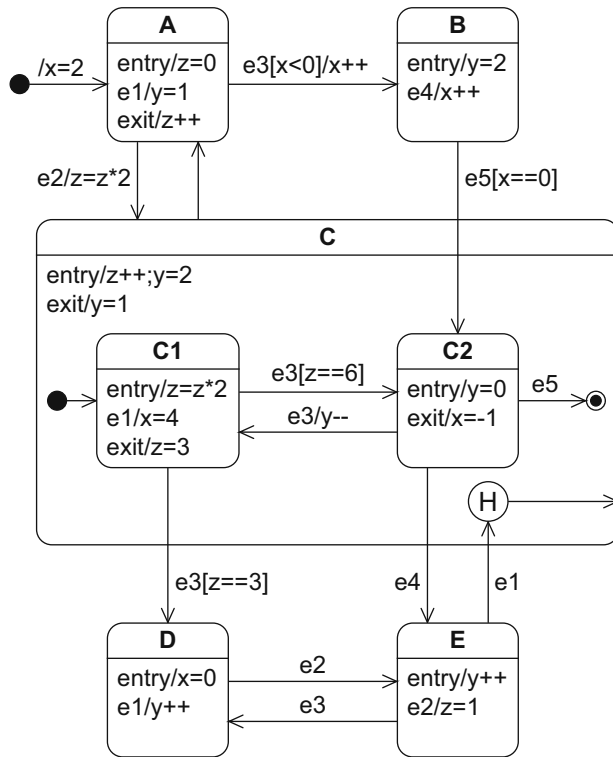 A
B
/x=2
entry/z=0
e1/y=1
exit/z++
e3[x<0]/x++
entry/y=2
e4/x++
e2/z=z*2
e5[x==0]
C
entry/z++;y=2
exit/y=1
C1
C2
entry/z=z*2
e1/x=4
exit/z=3
e3[z==6]
e3/y--
entry/y=0
exit/x=-1
e5
H
e3[z==3]
e4
e1
D
E
entry/x=0
e1/y++
e2
e3
entry/y++
e2/z=1